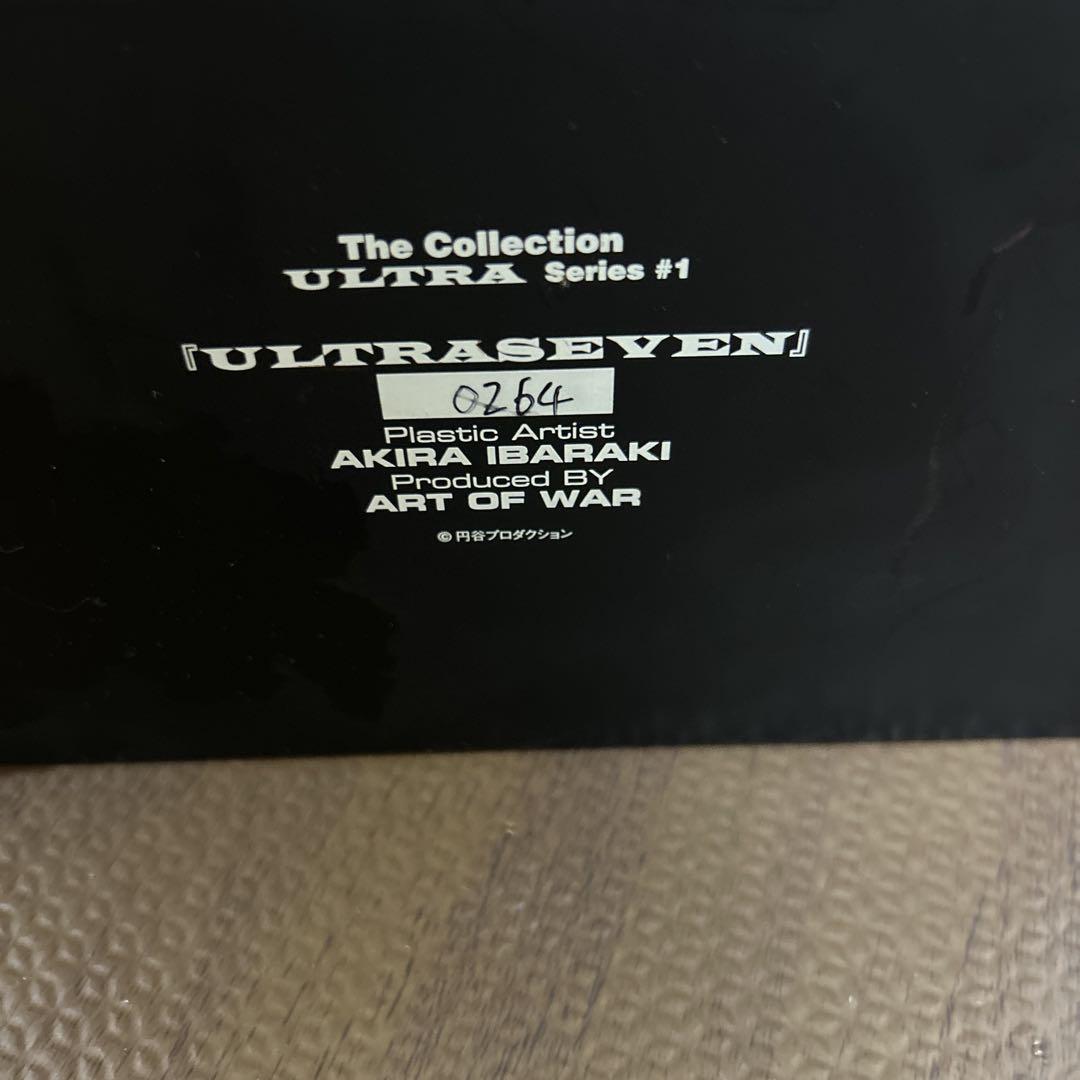 The Collection
ULTRA Series #1
『ULTRASEVEN』
0264
Plastic Artist
AKIRA IBARAKI
Produced BY
ART OF WAR
© 円谷プロダクション